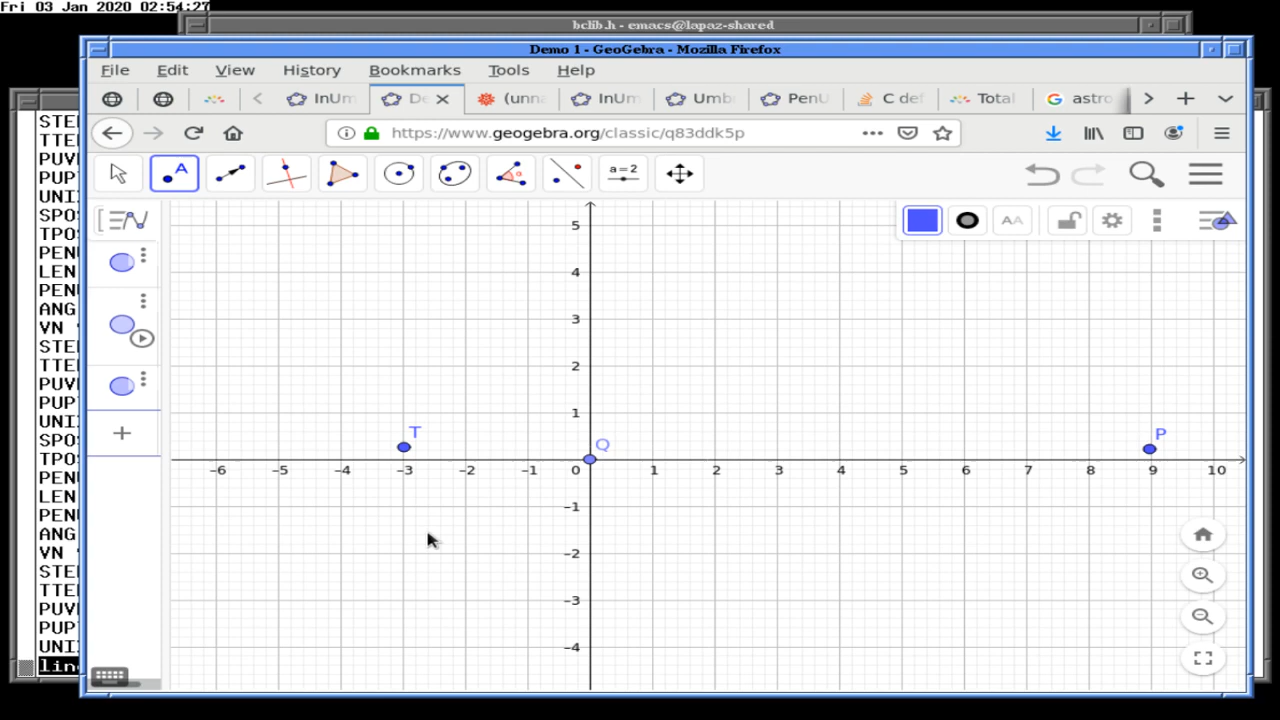 Fri 03 Jan 2020 02:54:27
bclib.h - emacs@lapaz-shared
Demo 1 - GeoGebra - Mozilla Firefox
File Edit View History Bookmarks Tools Help
InUm De (unna InUm Umb PenU C def Total astro
https://www.geogebra.org/classic/q83ddk5p
A a=2
AA
STE
TTE
PUV
PUP
UNI
SPO
TPO
PEN
LEN
PEN
ANG
VN
STE
TTE
PUV
PUP
UNI
SPO
TPO
PEN
LEN
PEN
ANG
VN
STE
TTE
PUV
PUP
UNI
line
5
4
3
2
1
T Q P
-6 -5 -4 -3 -2 -1 0 1 2 3 4 5 6 7 8 9 10
-1
-2
-3
-4